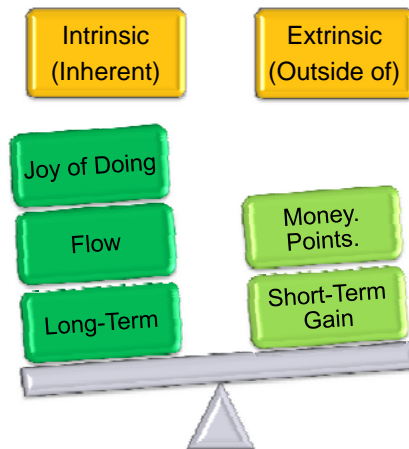 Intrinsic
(Inherent)
Extrinsic
(Outside of)
Joy of Doing
Flow
Long-Term
Money.
Points.
Short-Term
Gain